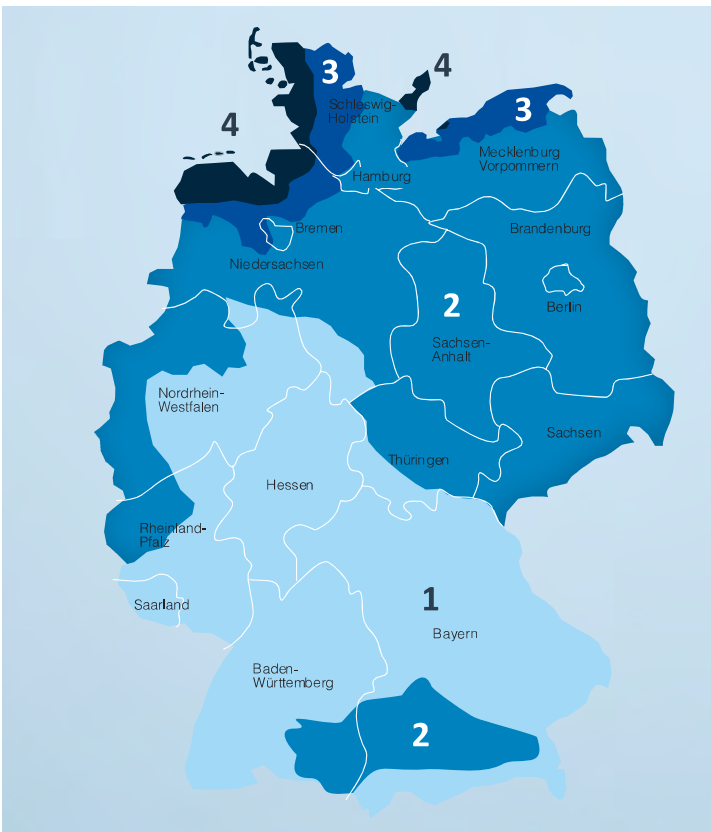 3
4
Schleswig-
Holstein
4
3
Mecklenburg
Vorpommern
Hamburg
Bremen
Brandenburg
Niedersachsen
Berlin
2
Sachsen-
Anhalt
Nordrhein-
Westfalen
Sachsen
Thüringen
Hessen
Rheinland-
Pfalz
1
Saarland
Bayern
Baden-
Württemberg
2